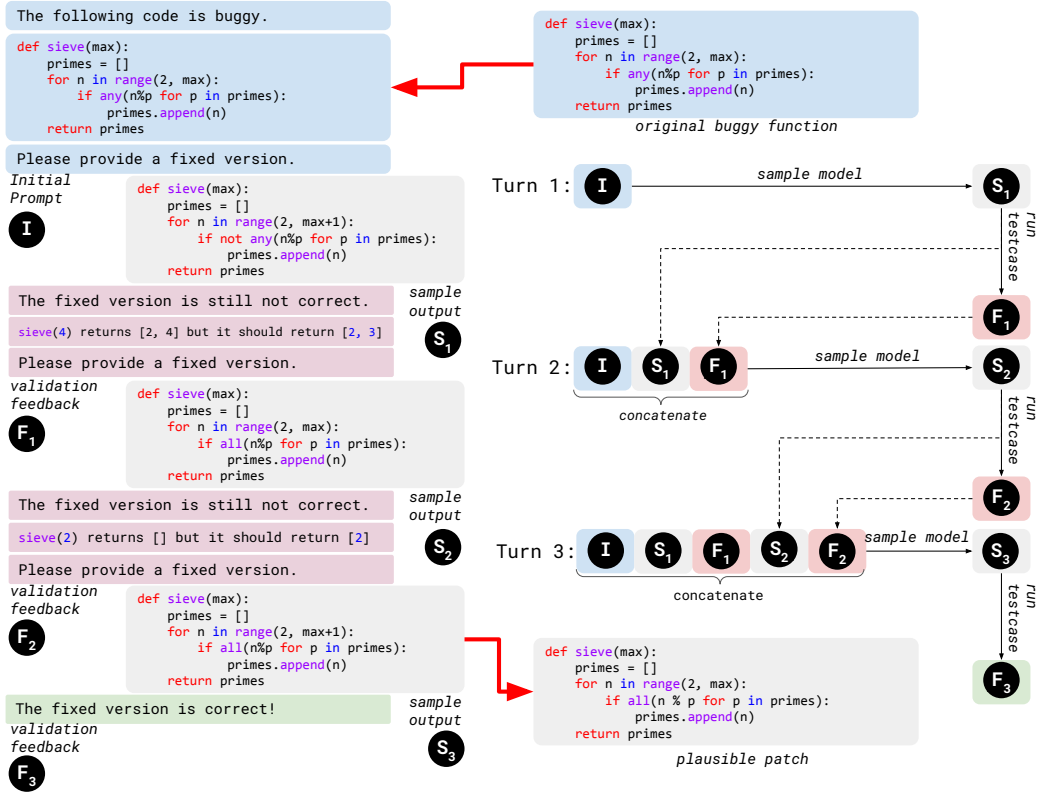 The following code is buggy.
def sieve(max):
    primes = []
    for n in range(2, max):
        if any(n%p for p in primes):
            primes.append(n)
    return primes
Please provide a fixed version.
Initial
Prompt
I
def sieve(max):
    primes = []
    for n in range(2, max+1):
        if not any(n%p for p in primes):
            primes.append(n)
    return primes
The fixed version is still not correct.
sieve(4) returns [2, 4] but it should return [2, 3]
Please provide a fixed version.
sample
output
S1
validation
feedback
F1
def sieve(max):
    primes = []
    for n in range(2, max):
        if all(n%p for p in primes):
            primes.append(n)
    return primes
The fixed version is still not correct.
sieve(2) returns [] but it should return [2]
Please provide a fixed version.
sample
output
S2
validation
feedback
F2
def sieve(max):
    primes = []
    for n in range(2, max+1):
        if all(n%p for p in primes):
            primes.append(n)
    return primes
The fixed version is correct!
sample
output
S3
validation
feedback
F3
def sieve(max):
    primes = []
    for n in range(2, max):
        if any(n%p for p in primes):
            primes.append(n)
    return primes
original buggy function
Turn 1: I sample model S1
run
testcase
F1
Turn 2: I S1 F1 sample model S2
concatenate
run
testcase
F2
Turn 3: I S1 F1 S2 F2 sample model S3
concatenate
run
testcase
F3
def sieve(max):
    primes = []
    for n in range(2, max):
        if all(n % p for p in primes):
            primes.append(n)
    return primes
plausible patch